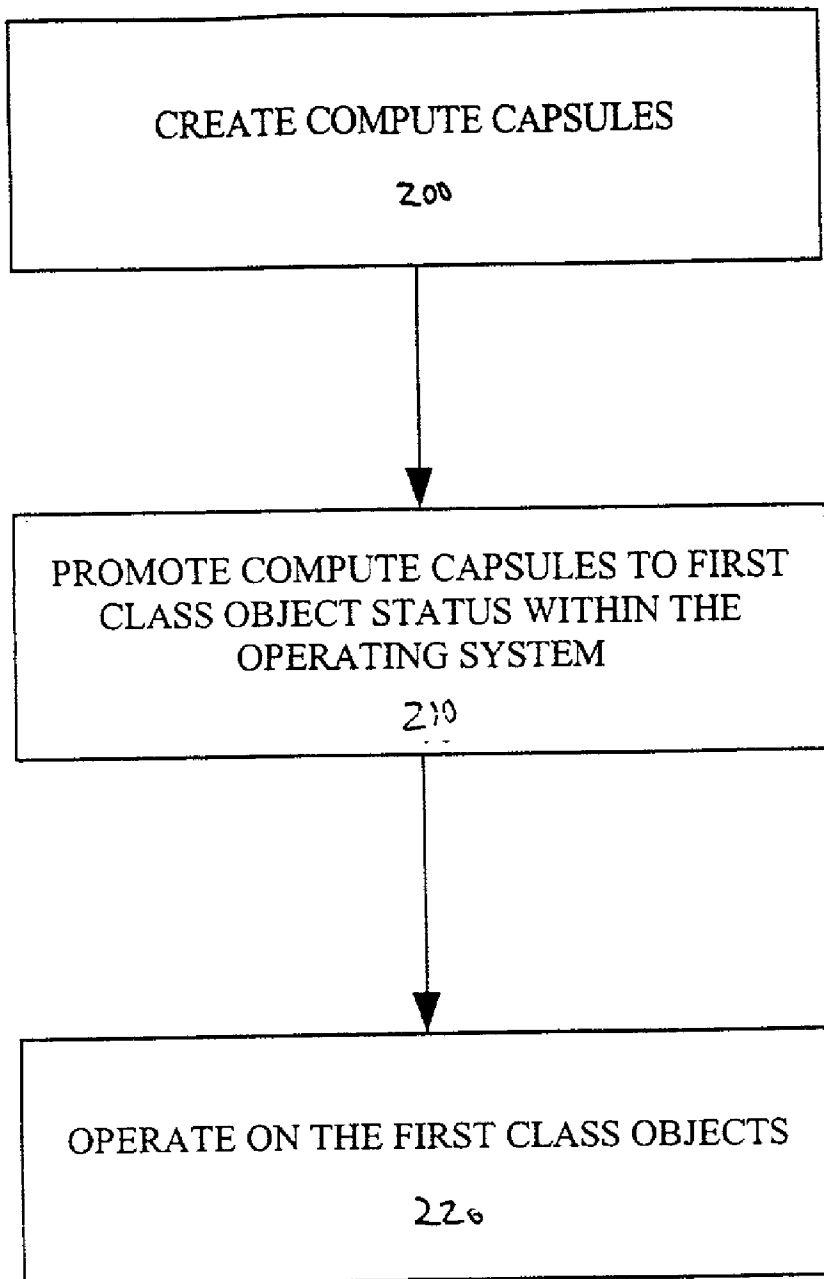 CREATE COMPUTE CAPSULES
200
PROMOTE COMPUTE CAPSULES TO FIRST
CLASS OBJECT STATUS WITHIN THE
OPERATING SYSTEM
210
OPERATE ON THE FIRST CLASS OBJECTS
220